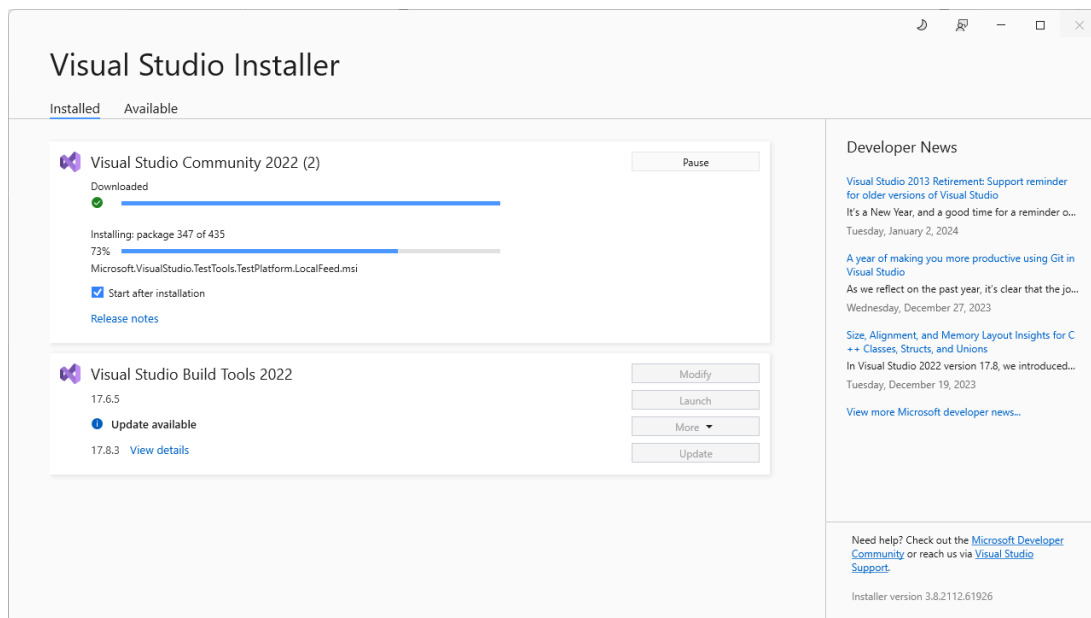 Visual Studio Installer
Installed
Available
Visual Studio Community 2022 (2)
Pause
Downloaded
Installing: package 347 of 435
73%
Microsoft.VisualStudio.TestTools.TestPlatform.LocalFeed.msi
Start after installation
Release notes
Visual Studio Build Tools 2022
Modify
17.6.5
Launch
Update available
More
17.8.3 View details
Update
Developer News
Visual Studio 2013 Retirement: Support reminder
for older versions of Visual Studio
It's a New Year, and a good time for a reminder o...
Tuesday, January 2, 2024
A year of making you more productive using Git in
Visual Studio
As we reflect on the past year, it's clear that the jo...
Wednesday, December 27, 2023
Size, Alignment, and Memory Layout Insights for C
++ Classes, Structs, and Unions
In Visual Studio 2022 version 17.8, we introduced...
Tuesday, December 19, 2023
View more Microsoft developer news...
Need help? Check out the Microsoft Developer
Community or reach us via Visual Studio
Support.
Installer version 3.8.2112.61926